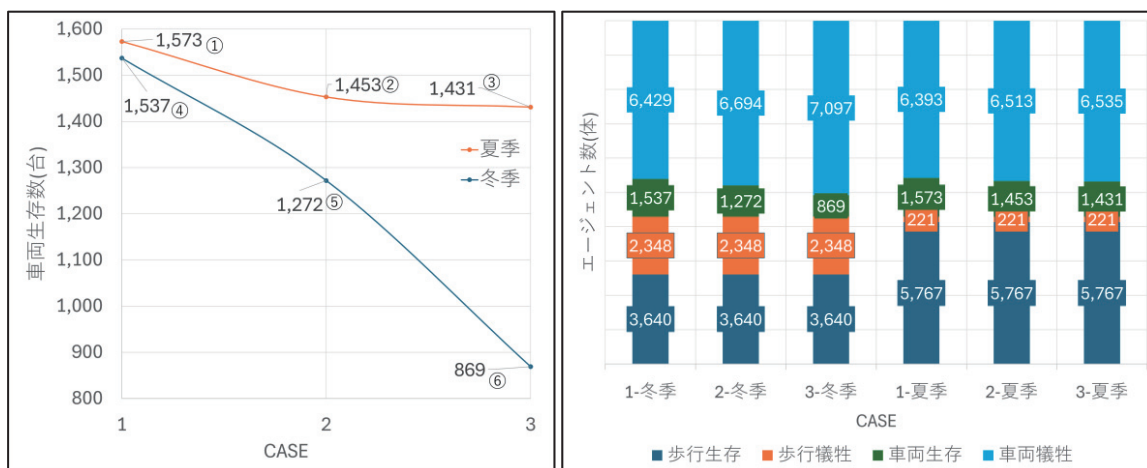 1,600
1,500
1,400
1,300
1,200
1,100
1,000
900
800
車両生存数(台)
1,573①
1,453②
1,431③
1,537④
1,272⑤
869⑥
夏季
冬季
1 2 3
CASE
エージェント数(体)
6,429 6,694 7,097 6,393 6,513 6,535
1,537 1,272 869 1,573 1,453 1,431
2,348 2,348 2,348 221 221 221
3,640 3,640 3,640 5,767 5,767 5,767
1-冬季 2-冬季 3-冬季 1-夏季 2-夏季 3-夏季
CASE
歩行生存 歩行犠牲 車両生存 車両犠牲